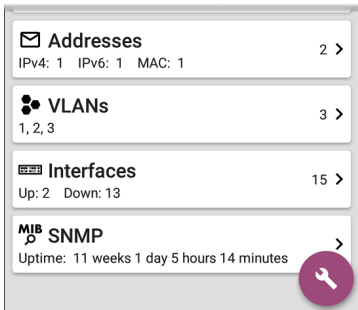 Addresses
2
IPv4: 1 IPv6: 1 MAC: 1
VLANs
3
1, 2, 3
Interfaces
15
Up: 2 Down: 13
MIB
SNMP
Uptime: 11 weeks 1 day 5 hours 14 minutes